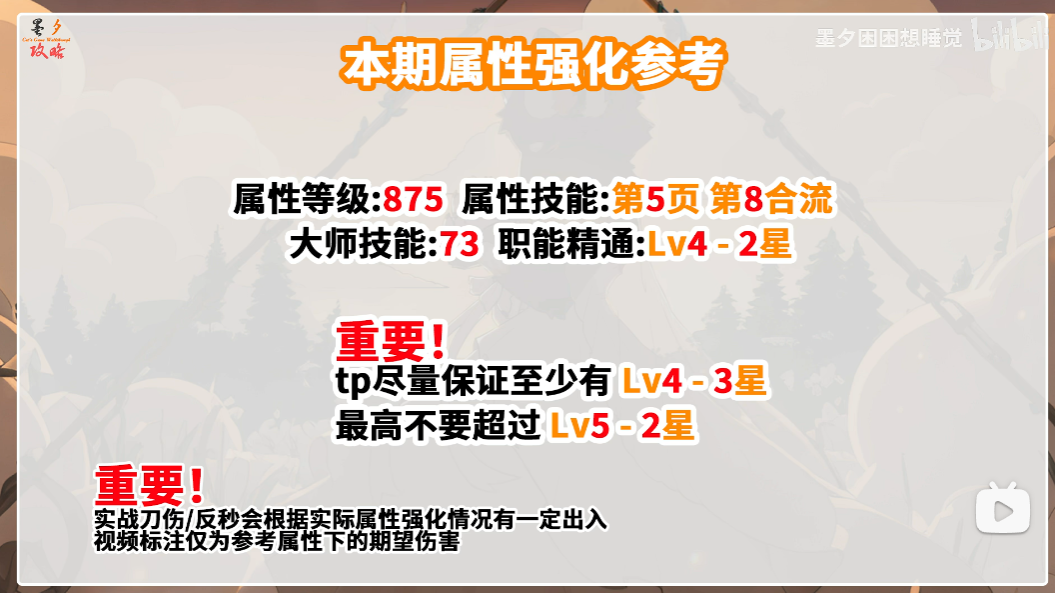 墨夕
Cat's Game Walkthrough
攻略
墨夕困困想睡觉 bilibili
本期属性强化参考
属性等级:875 属性技能:第5页 第8合流
大师技能:73 职能精通:Lv4 - 2星
重要!
tp尽量保证至少有 Lv4 - 3星
最高不要超过 Lv5 - 2星
重要!
实战刀伤/反秒会根据实际属性强化情况有一定出入
视频标注仅为参考属性下的期望伤害